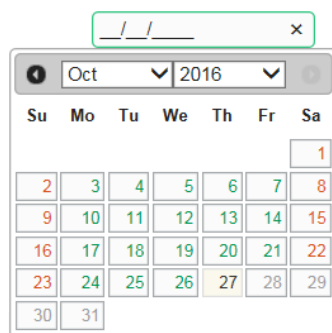 __/__/____ ×
Oct 2016
Su Mo Tu We Th Fr Sa
1
2 3 4 5 6 7 8
9 10 11 12 13 14 15
16 17 18 19 20 21 22
23 24 25 26 27 28 29
30 31